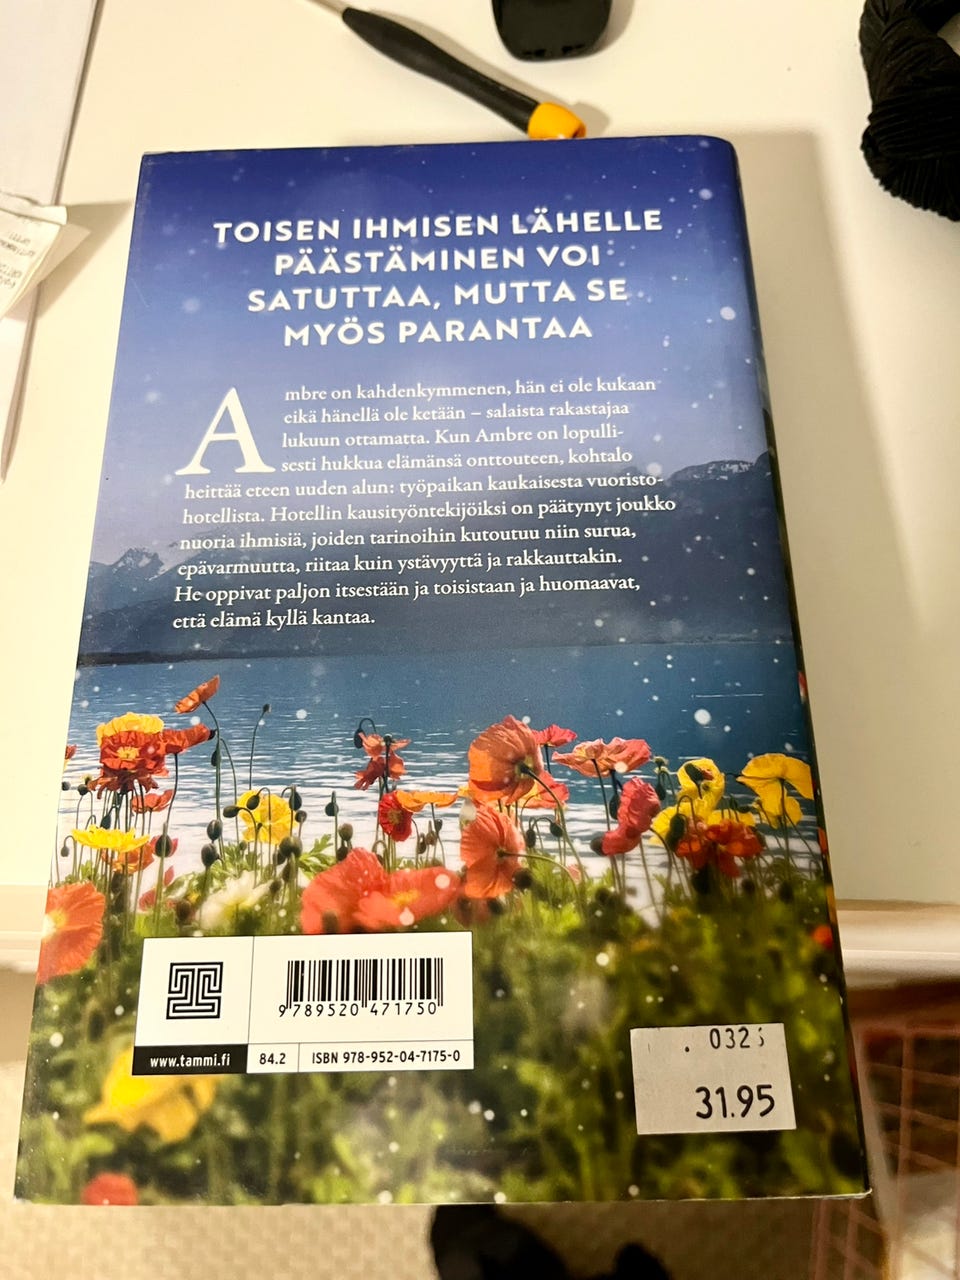 TOISEN IHMISEN LÄHELLE
PÄÄSTÄMINEN VOI
SATUTTAA, MUTTA SE
MYÖS PARANTAA
Ambre on kahdenkymmenen, hän ei ole kukaan
eikä hänellä ole ketään – salaista rakastajaa
lukuun ottamatta. Kun Ambre on lopulli-
sesti hukkua elämänsä onttouteen, kohtalo
heittää eteen uuden alun: työpaikan kaukaisesta vuoristo-
hotellista. Hotellin kausityöntekijöiksi on päätynyt joukko
nuoria ihmisiä, joiden tarinoihin kutoutuu niin surua,
epävarmuutta, riitaa kuin ystävyyttä ja rakkauttakin.
He oppivat paljon itsestään ja toisistaan ja huomaavat,
että elämä kyllä kantaa.
9 789520 471750
www.tammi.fi
84.2
ISBN 978-952-04-7175-0
31.95